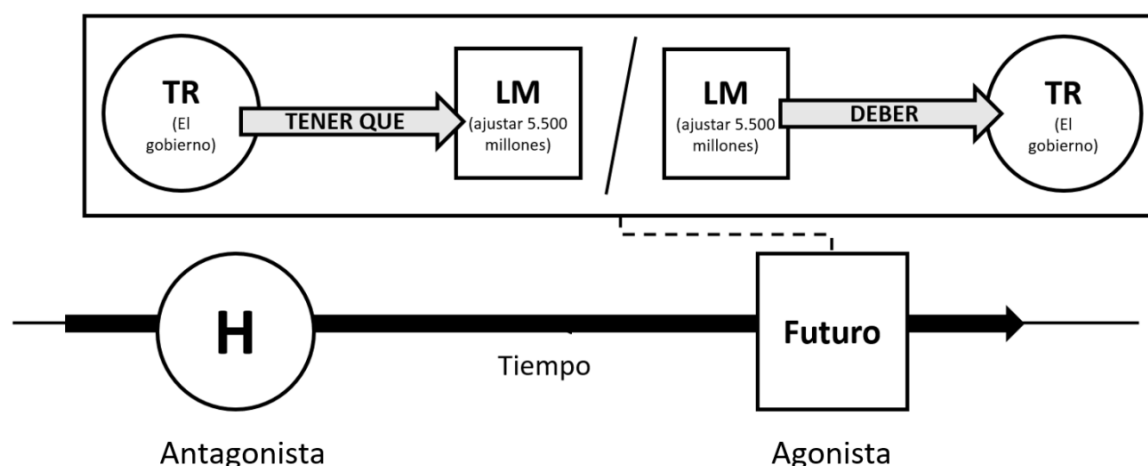 TR
(El
gobierno)
TENER QUE
LM
(ajustar 5.500
millones)
LM
(ajustar 5.500
millones)
DEBER
TR
(El
gobierno)
H
Tiempo
Futuro
Antagonista
Agonista